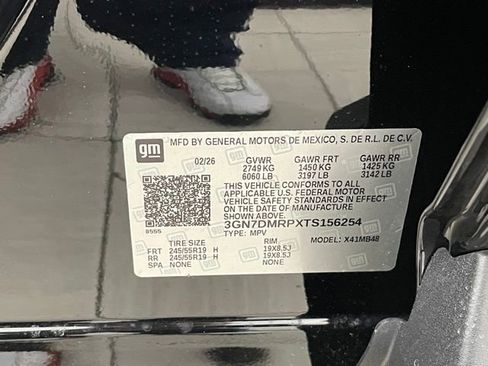 gm
MFD BY GENERAL MOTORS DE MEXICO, S. DE R.L. DE C.V.
02/26 GVWR GAWR FRT GAWR RR
2749 KG 1450 KG 1425 KG
6060 LB 3197 LB 3142 LB
THIS VEHICLE CONFORMS TO ALL APPLICABLE
U.S. FEDERAL MOTOR VEHICLE SAFETY
STANDARDS IN EFFECT ON THE DATE OF
MANUFACTURE SHOWN ABOVE.
3GN7DMRPXTS156254
TYPE: MPV MODEL: X41MB48
8555
TIRE SIZE RIM
FRT 245/55R19 H 19X8.5J
RR 245/55R19 H 19X8.5J
SPA NONE NONE